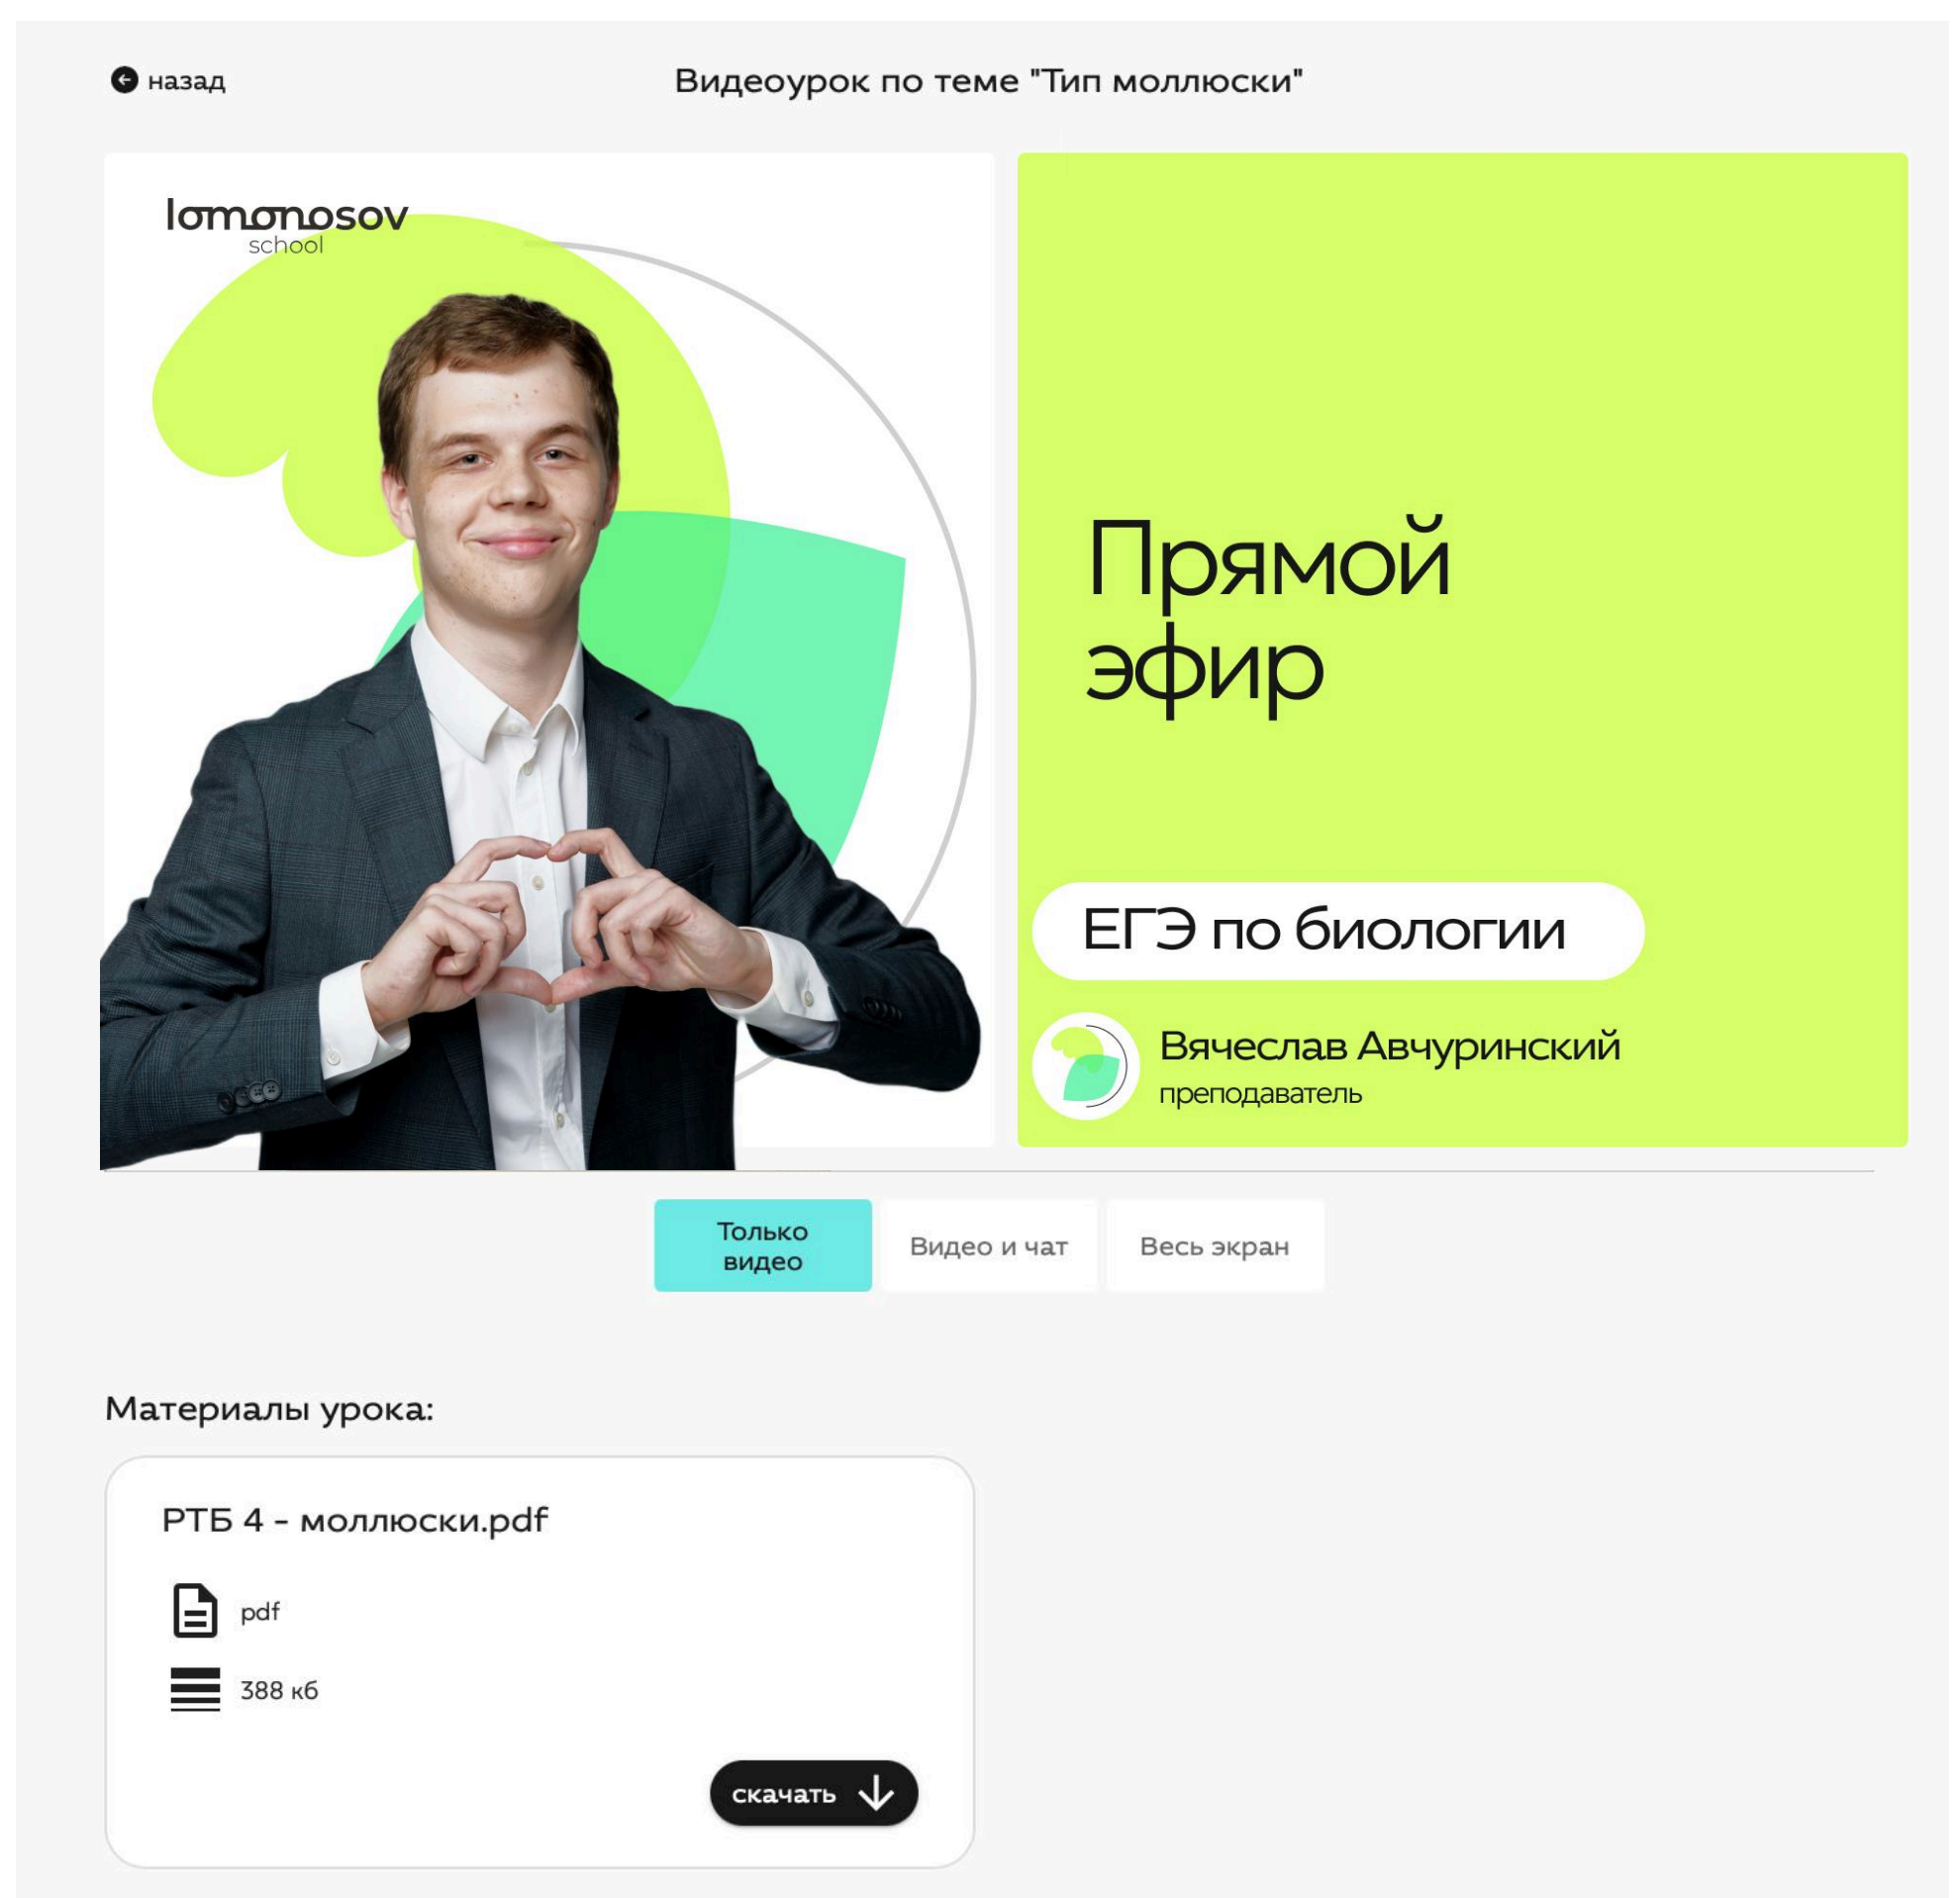 назад
Видеоурок по теме "Тип моллюски"
lomonosov
school
Прямой
эфир
ЕГЭ по биологии
Вячеслав Авчуринский
преподаватель
Только
видео
Видео и чат
Весь экран
Материалы урока:
РТБ 4 - моллюски.pdf
pdf
388 кб
скачать